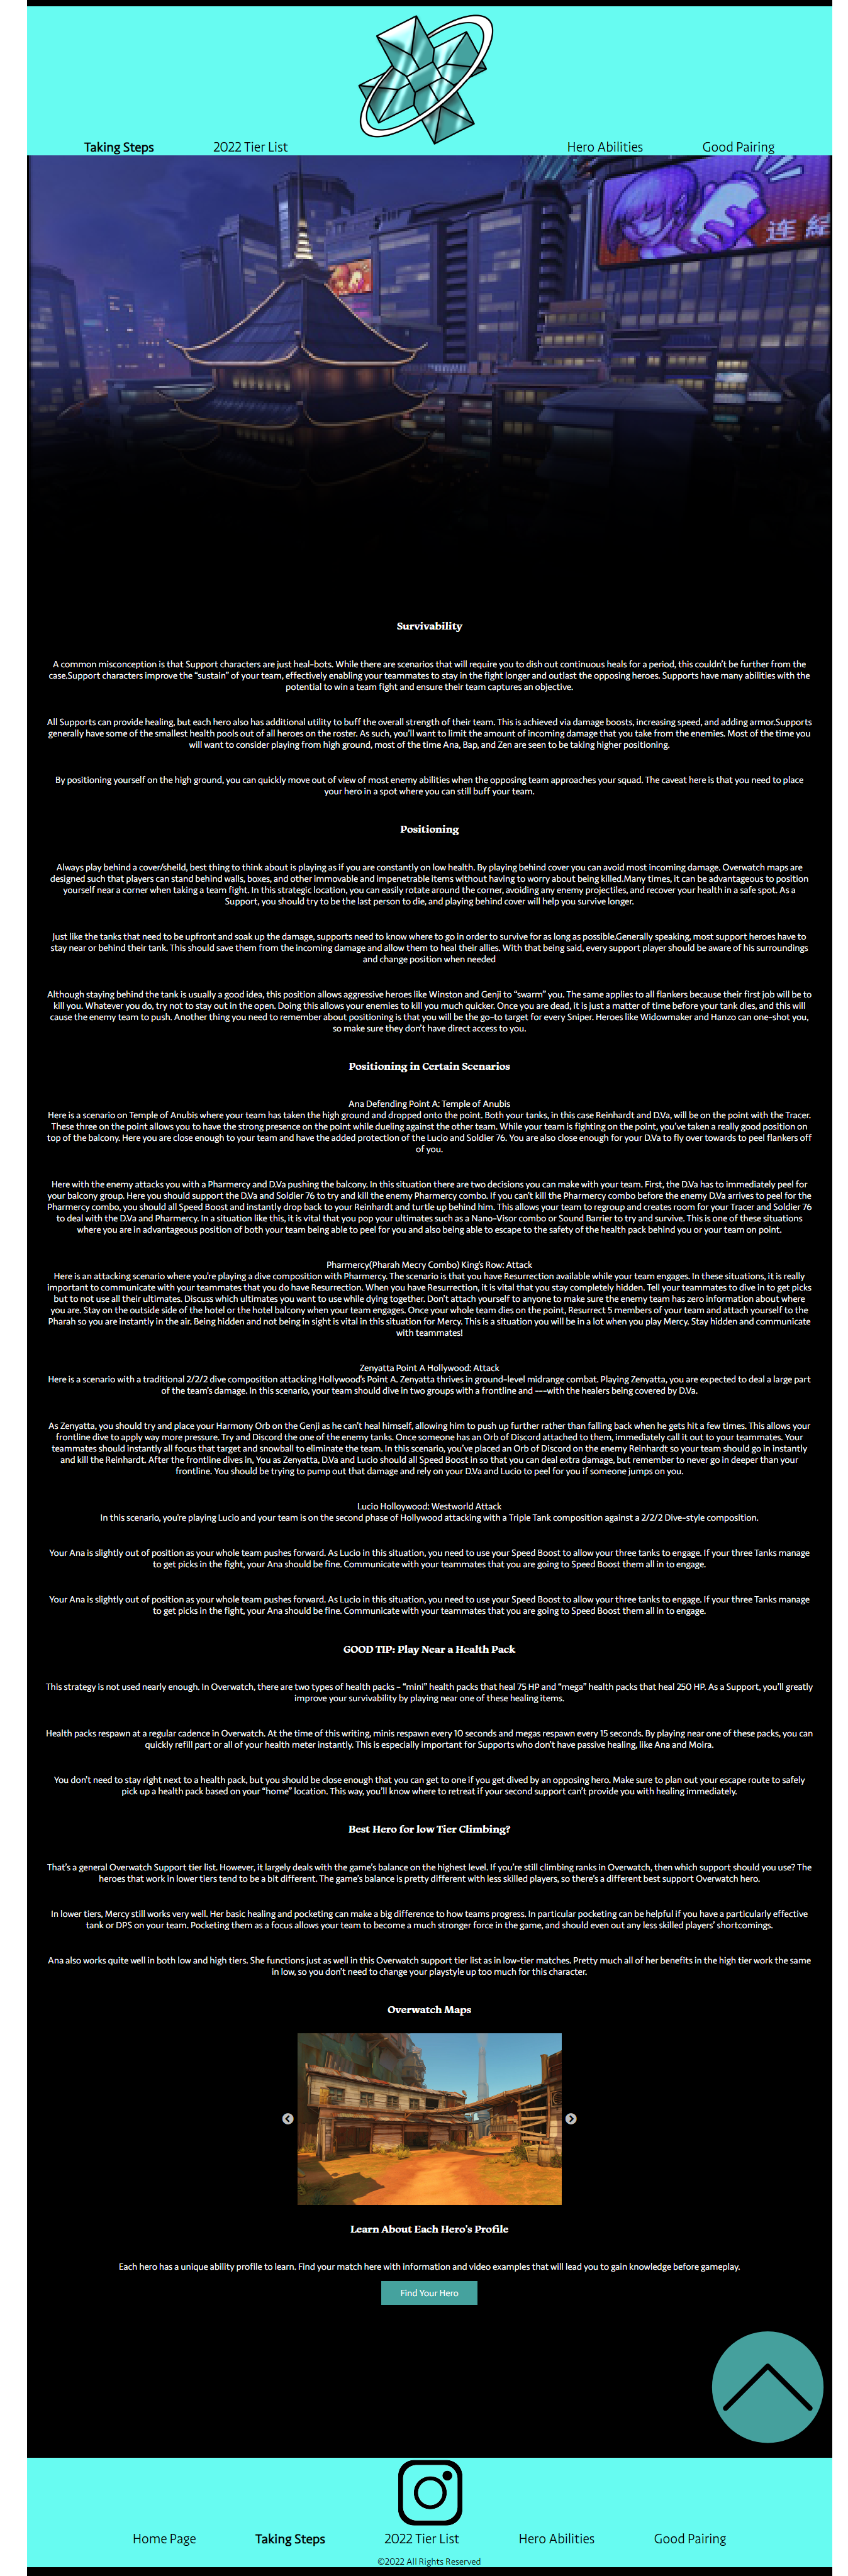 Taking Steps
2022 Tier List
Hero Abilities
Good Pairing
连
Survivability
A common misconception is that Support characters are just heal-bots. While there are scenarios that will require you to dish out continuous heals for a period, this couldn't be further from the
case.Support characters improve the “sustain” of your team, effectively enabling your teammates to stay in the fight longer and outlast the opposing heroes. Supports have many abilities with the
potential to win a team fight and ensure their team captures an objective.
All Supports can provide healing, but each hero also has additional utility to buff the overall strength of their team. This is achieved via damage boosts, increasing speed, and adding armor.Supports
generally have some of the smallest health pools out of all heroes on the roster. As such, you'll want to limit the amount of incoming damage that you take from the enemies. Most of the time you
will want to consider playing from high ground, most of the time Ana, Bap, and Zen are seen to be taking higher positioning.
By positioning yourself on the high ground, you can quickly move out of view of most enemy abilities when the opposing team approaches your squad. The caveat here is that you need to place
your hero in a spot where you can still buff your team.
Positioning
Always play behind a cover/sheild, best thing to think about is playing as if you are constantly on low health. By playing behind cover you can avoid most incoming damage. Overwatch maps are
designed such that players can stand behind walls, boxes, and other immovable and impenetrable items without having to worry about being killed.Many times, it can be advantageous to position
yourself near a corner when taking a team fight. In this strategic location, you can easily rotate around the corner, avoiding any enemy projectiles, and recover your health in a safe spot. As a
Support, you should try to be the last person to die, and playing behind cover will help you survive longer.
Just like the tanks that need to be upfront and soak up the damage, supports need to know where to go in order to survive for as long as possible.Generally speaking, most support heroes have to
stay near or behind their tank. This should save them from the incoming damage and allow them to heal their allies. With that being said, every support player should be aware of his surroundings
and change position when needed
Although staying behind the tank is usually a good idea, this position allows aggressive heroes like Winston and Genji to “swarm” you. The same applies to all flankers because their first job will be to
kill you. Whatever you do, try not to stay out in the open. Doing this allows your enemies to kill you much quicker. Once you are dead, it is just a matter of time before your tank dies, and this will
cause the enemy team to push. Another thing you need to remember about positioning is that you will be the go-to target for every Sniper. Heroes like Widowmaker and Hanzo can one-shot you,
so make sure they don't have direct access to you.
Positioning in Certain Scenarios
Ana Defending Point A: Temple of Anubis
Here is a scenario on Temple of Anubis where your team has taken the high ground and dropped onto the point. Both your tanks, in this case Reinhardt and D.Va, will be on the point with the Tracer.
These three on the point allows you to have the strong presence on the point while dueling against the other team. While your team is fighting on the point, you've taken a really good position on
top of the balcony. Here you are close enough to your team and have the added protection of the Lucio and Soldier 76. You are also close enough for your D.Va to fly over towards to peel flankers off
of you.
Here with the enemy attacks you with a Pharmercy and D.Va pushing the balcony. In this situation there are two decisions you can make with your team. First, the D.Va has to immediately peel for
your balcony group. Here you should support the D.Va and Soldier 76 to try and kill the enemy Pharmercy combo. If you can't kill the Pharmercy combo before the enemy D.Va arrives to peel for the
Pharmercy combo, you should all Speed Boost and instantly drop back to your Reinhardt and turtle up behind him. This allows your team to regroup and creates room for your Tracer and Soldier 76
to deal with the D.Va and Pharmercy. In a situation like this, it is vital that you pop your ultimates such as a Nano-Visor combo or Sound Barrier to try and survive. This is one of these situations
where you are in advantageous position of both your team being able to peel for you and also being able to escape to the safety of the health pack behind you or your team on point.
Pharmercy(Pharah Mecry Combo) King's Row: Attack
Here is an attacking scenario where you're playing a dive composition with Pharmercy. The scenario is that you have Resurrection available while your team engages. In these situations, it is really
important to communicate with your teammates that you do have Resurrection. When you have Resurrection, it is vital that you stay completely hidden. Tell your teammates to dive in to get picks
but to not use all their ultimates. Discuss which ultimates you want to use while dying together. Don't attach yourself to anyone to make sure the enemy team has zero information about where
you are. Stay on the outside side of the hotel or the hotel balcony when your team engages. Once your whole team dies on the point, Resurrect 5 members of your team and attach yourself to the
Pharah so you are instantly in the air. Being hidden and not being in sight is vital in this situation for Mercy. This is a situation you will be in a lot when you play Mercy. Stay hidden and communicate
with teammates!
Zenyatta Point A Hollywood: Attack
Here is a scenario with a traditional 2/2/2 dive composition attacking Hollywood's Point A. Zenyatta thrives in ground-level midrange combat. Playing Zenyatta, you are expected to deal a large part
of the team's damage. In this scenario, your team should dive in two groups with a frontline and ---with the healers being covered by D.Va.
As Zenyatta, you should try and place your Harmony Orb on the Genji as he can't heal himself, allowing him to push up further rather than falling back when he gets hit a few times. This allows your
frontline dive to apply way more pressure. Try and Discord the one of the enemy tanks. Once someone has an Orb of Discord attached to them, immediately call it out to your teammates. Your
teammates should instantly all focus that target and snowball to eliminate the team. In this scenario, you've placed an Orb of Discord on the enemy Reinhardt so your team should go in instantly
and kill the Reinhardt. After the frontline dives in, You as Zenyatta, D.Va and Lucio should all Speed Boost in so that you can deal extra damage, but remember to never go in deeper than your
frontline. You should be trying to pump out that damage and rely on your D.Va and Lucio to peel for you if someone jumps on you.
Lucio Holloywood: Westworld Attack
In this scenario, you're playing Lucio and your team is on the second phase of Hollywood attacking with a Triple Tank composition against a 2/2/2 Dive-style composition.
Your Ana is slightly out of position as your whole team pushes forward. As Lucio in this situation, you need to use your Speed Boost to allow your three tanks to engage. If your three Tanks manage
to get picks in the fight, your Ana should be fine. Communicate with your teammates that you are going to Speed Boost them all in to engage.
Your Ana is slightly out of position as your whole team pushes forward. As Lucio in this situation, you need to use your Speed Boost to allow your three tanks to engage. If your three Tanks manage
to get picks in the fight, your Ana should be fine. Communicate with your teammates that you are going to Speed Boost them all in to engage.
GOOD TIP: Play Near a Health Pack
This strategy is not used nearly enough. In Overwatch, there are two types of health packs - “mini” health packs that heal 75 HP and “mega” health packs that heal 250 HP. As a Support, you'll greatly
improve your survivability by playing near one of these healing items.
Health packs respawn at a regular cadence in Overwatch. At the time of this writing, minis respawn every 10 seconds and megas respawn every 15 seconds. By playing near one of these packs, you can
quickly refill part or all of your health meter instantly. This is especially important for Supports who don't have passive healing, like Ana and Moira.
You don't need to stay right next to a health pack, but you should be close enough that you can get to one if you get dived by an opposing hero. Make sure to plan out your escape route to safely
pick up a health pack based on your “home” location. This way, you'll know where to retreat if your second support can't provide you with healing immediately.
Best Hero for low Tier Climbing?
That's a general Overwatch Support tier list. However, it largely deals with the game's balance on the highest level. If you're still climbing ranks in Overwatch, then which support should you use? The
heroes that work in lower tiers tend to be a bit different. The game's balance is pretty different with less skilled players, so there's a different best support Overwatch hero.
In lower tiers, Mercy still works very well. Her basic healing and pocketing can make a big difference to how teams progress. In particular pocketing can be helpful if you have a particularly effective
tank or DPS on your team. Pocketing them as a focus allows your team to become a much stronger force in the game, and should even out any less skilled players' shortcomings.
Ana also works quite well in both low and high tiers. She functions just as well in this Overwatch support tier list as in low-tier matches. Pretty much all of her benefits in the high tier work the same
in low, so you don't need to change your playstyle up too much for this character.
Overwatch Maps
Learn About Each Hero's Profile
Each hero has a unique ability profile to learn. Find your match here with information and video examples that will lead you to gain knowledge before gameplay.
Find Your Hero
Home Page
Taking Steps
2022 Tier List
Hero Abilities
Good Pairing
©2022 All Rights Reserved